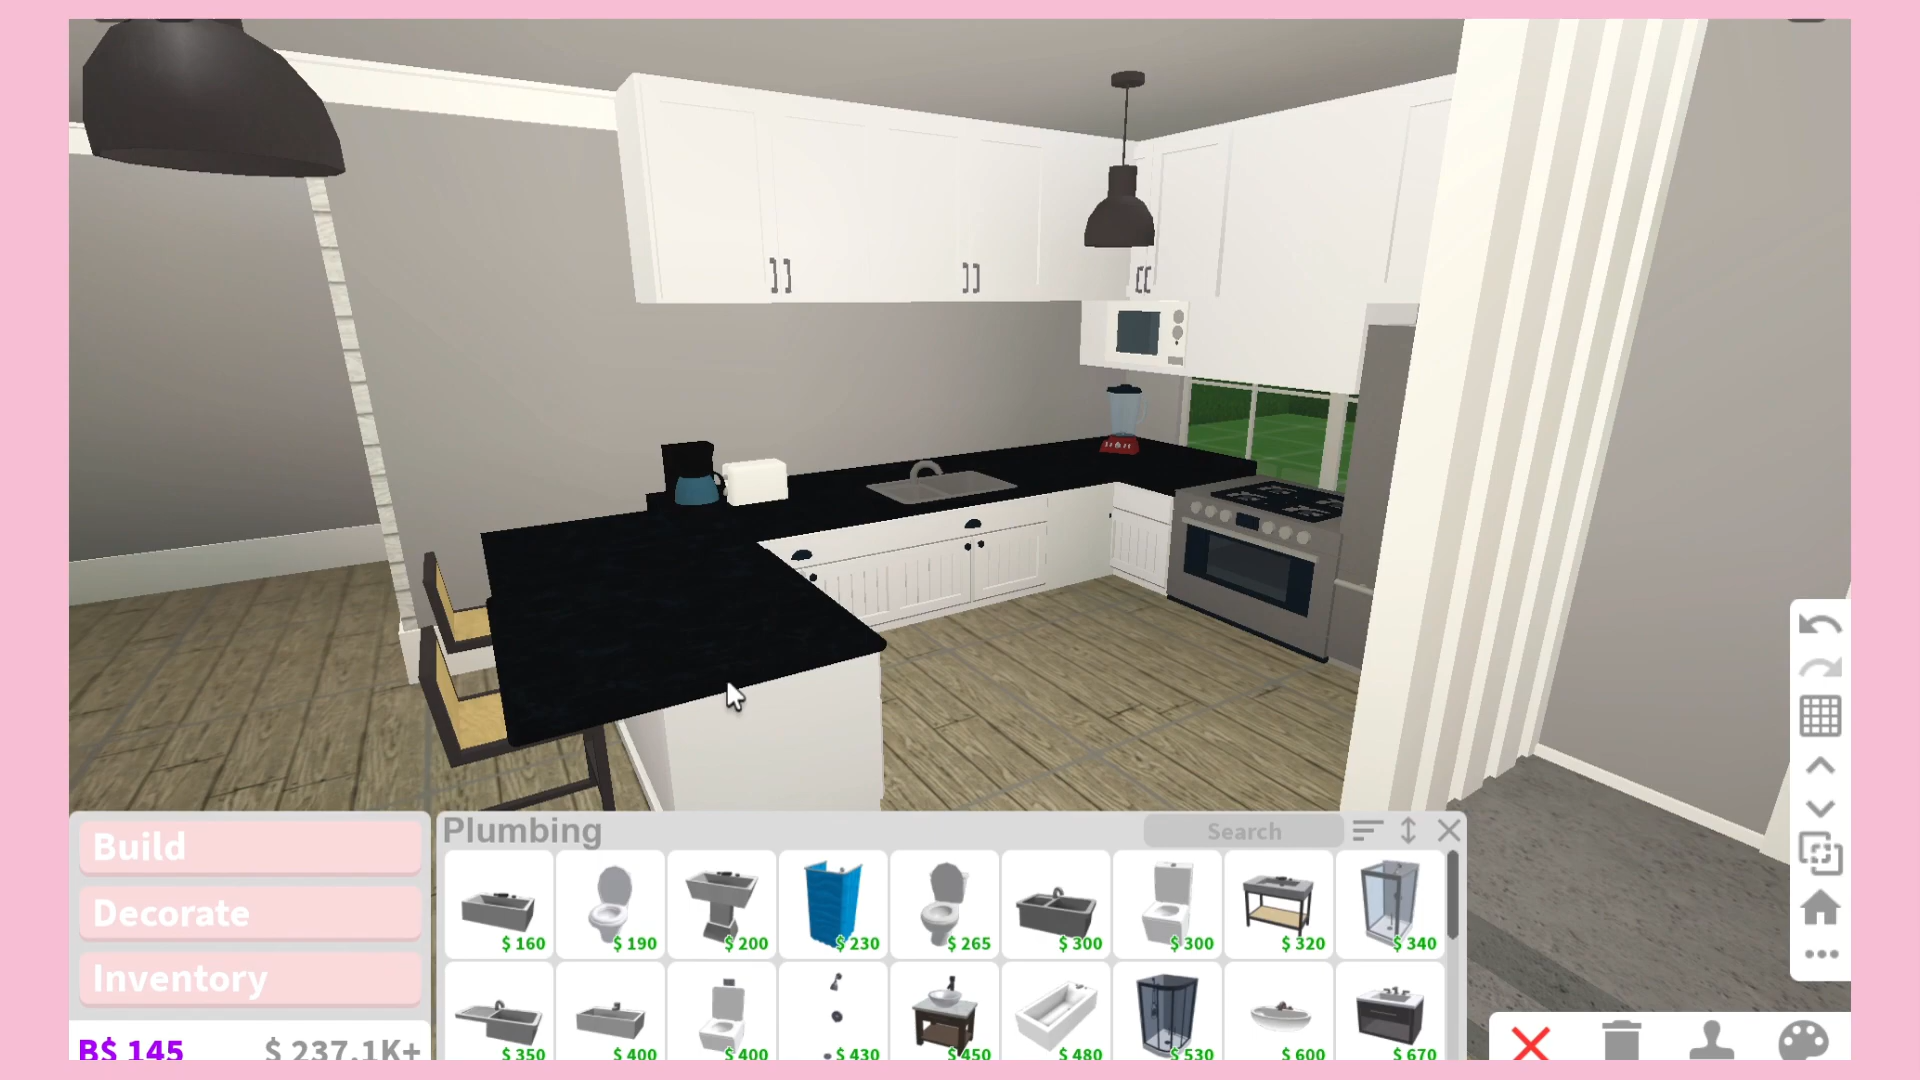 Plumbing
Search
Build
Decorate
Inventory
B$ 145
$ 237.1K+
$ 160
$ 190
$ 200
$ 230
$ 265
$ 300
$ 300
$ 320
$ 340
$ 350
$ 400
$ 400
$ 430
$ 450
$ 480
$ 530
$ 600
$ 670